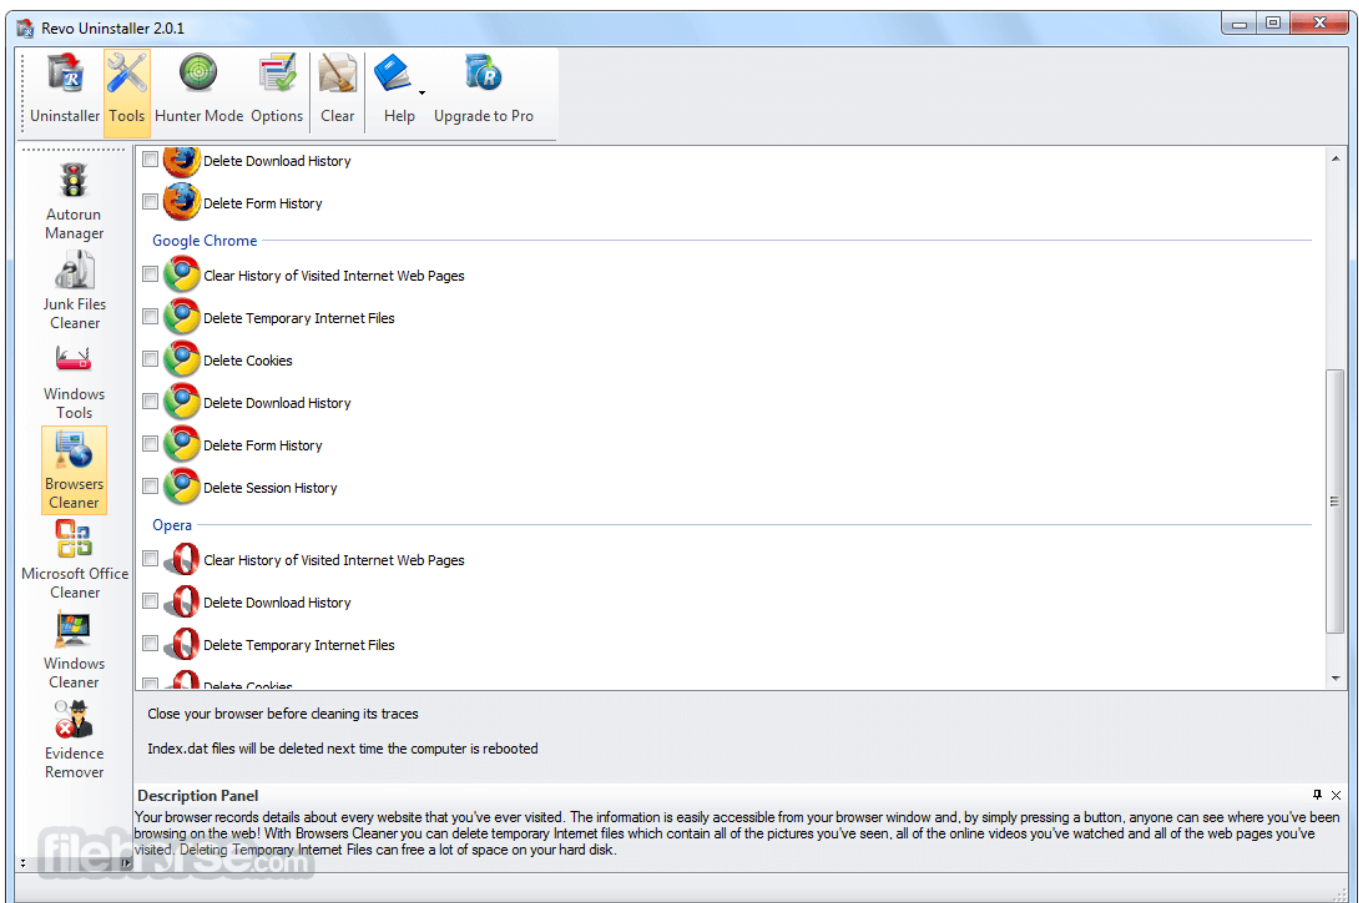 Revo Uninstaller 2.0.1
Uninstaller Tools Hunter Mode Options Clear Help Upgrade to Pro
Autorun
Manager
Junk Files
Cleaner
Windows
Tools
Browsers
Cleaner
Microsoft Office
Cleaner
Windows
Cleaner
Evidence
Remover
Delete Download History
Delete Form History
Google Chrome
Clear History of Visited Internet Web Pages
Delete Temporary Internet Files
Delete Cookies
Delete Download History
Delete Form History
Delete Session History
Opera
Clear History of Visited Internet Web Pages
Delete Download History
Delete Temporary Internet Files
Delete Cookies
Close your browser before cleaning its traces
Index.dat files will be deleted next time the computer is rebooted
Description Panel
Your browser records details about every website that you've ever visited. The information is easily accessible from your browser window and, by simply pressing a button, anyone can see where you've been
browsing on the web! With Browsers Cleaner you can delete temporary Internet files which contain all of the pictures you've seen, all of the online videos you've watched and all of the web pages you've
visited. Deleting Temporary Internet Files can free a lot of space on your hard disk.
filehorse.com